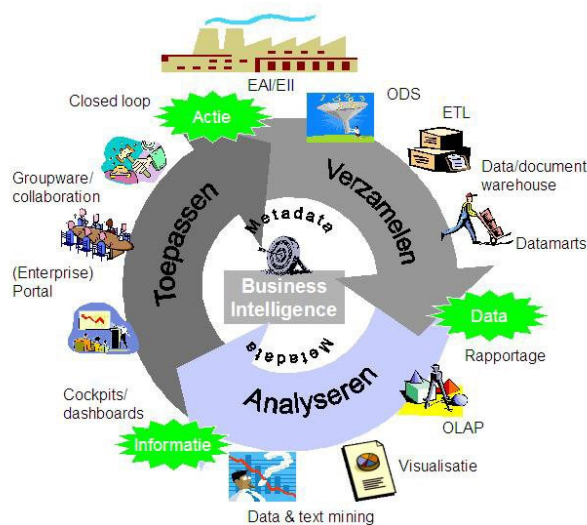 EAI/EII
Closed loop
Actie
ODS
ETL
Groupware/
collaboration
Data/document
warehouse
Datamarts
(Enterprise)
Portal
Toepassen
Verzamelen
Metadata
Business
Intelligence
Metadata
Data
Rapportage
Analyseren
Cockpits/
dashboards
Informatie
OLAP
Visualisatie
Data & text mining